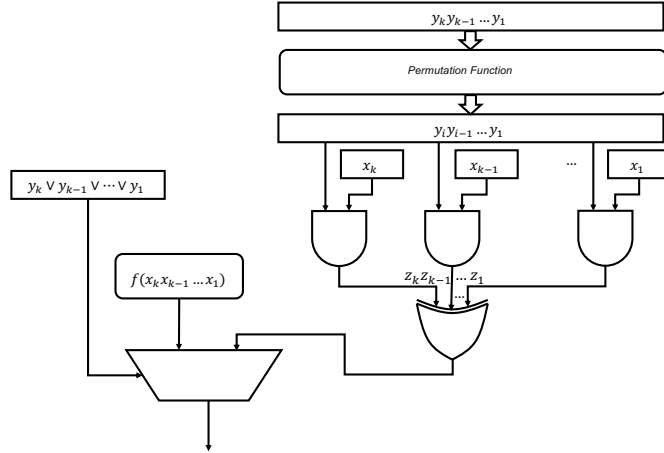 𝑦ₖ𝑦ₖ₋₁ … 𝑦₁
Permutation Function
𝑦ᵢ𝑦ᵢ₋₁ … 𝑦₁
𝑥ₖ
𝑥ₖ₋₁
...
𝑥₁
𝑦ₖ ∨ 𝑦ₖ₋₁ ∨ ⋯ ∨ 𝑦₁
𝑓(𝑥ₖ𝑥ₖ₋₁ … 𝑥₁)
𝑧ₖ𝑧ₖ₋₁ … 𝑧₁
...